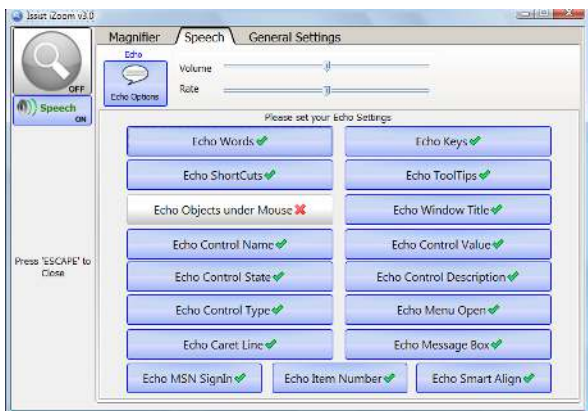 Issist iZoom v3.0
Magnifier Speech General Settings
OFF
Speech
ON
Echo
Echo Options
Volume
Rate
Please set your Echo Settings
Echo Words Echo Keys
Echo ShortCuts Echo ToolTips
Echo Objects under Mouse Echo Window Title
Echo Control Name Echo Control Value
Echo Control State Echo Control Description
Echo Control Type Echo Menu Open
Echo Caret Line Echo Message Box
Echo MSN SignIn Echo Item Number Echo Smart Align
Press 'ESCAPE' to
Close